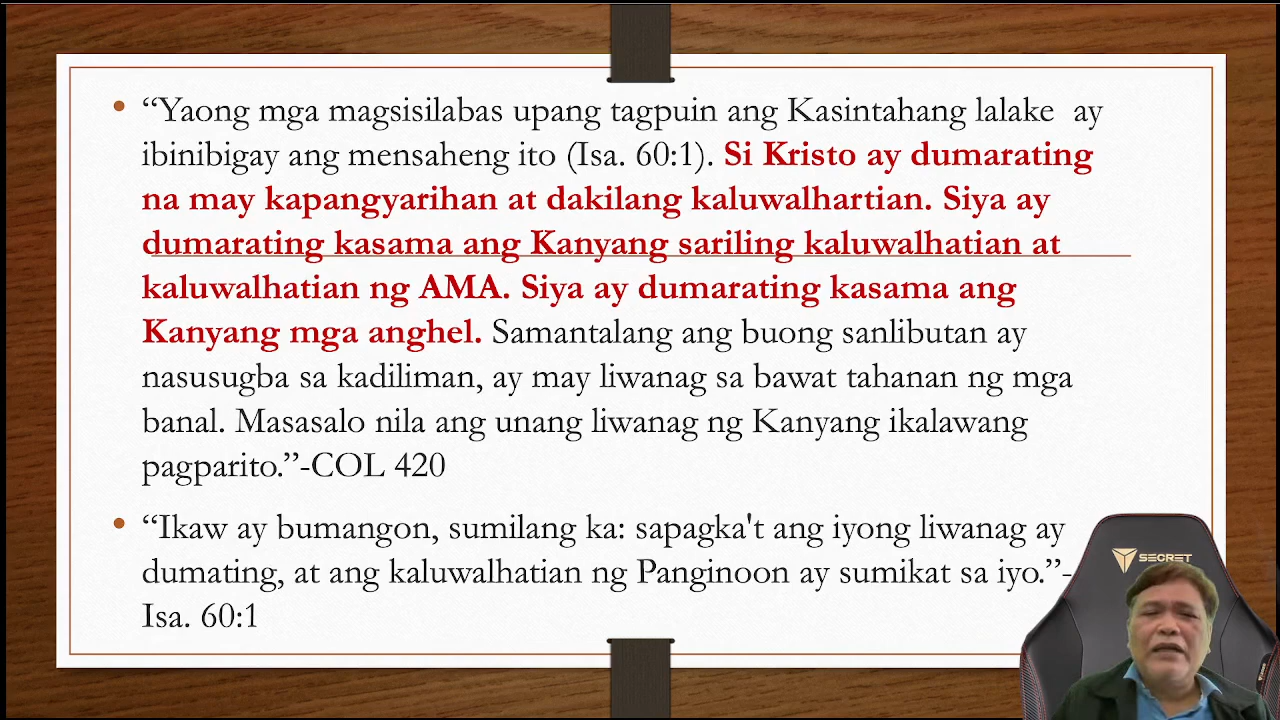 “Yaong mga magsisilabas upang tagpuin ang Kasintahang lalake ay
ibinibigay ang mensaheng ito (Isa. 60:1). Si Kristo ay dumarating
na may kapangyarihan at dakilang kaluwalhartian. Siya ay
dumarating kasama ang Kanyang sariling kaluwalhatian at
kaluwalhatian ng AMA. Siya ay dumarating kasama ang
Kanyang mga anghel. Samantalang ang buong sanlibutan ay
nasusugba sa kadiliman, ay may liwanag sa bawat tahanan ng mga
banal. Masasalo nila ang unang liwanag ng Kanyang ikalawang
pagparito.”-COL 420
“Ikaw ay bumangon, sumilang ka: sapagka't ang iyong liwanag ay
dumating, at ang kaluwalhatian ng Panginoon ay sumikat sa iyo.”-
Isa. 60:1
SECRET